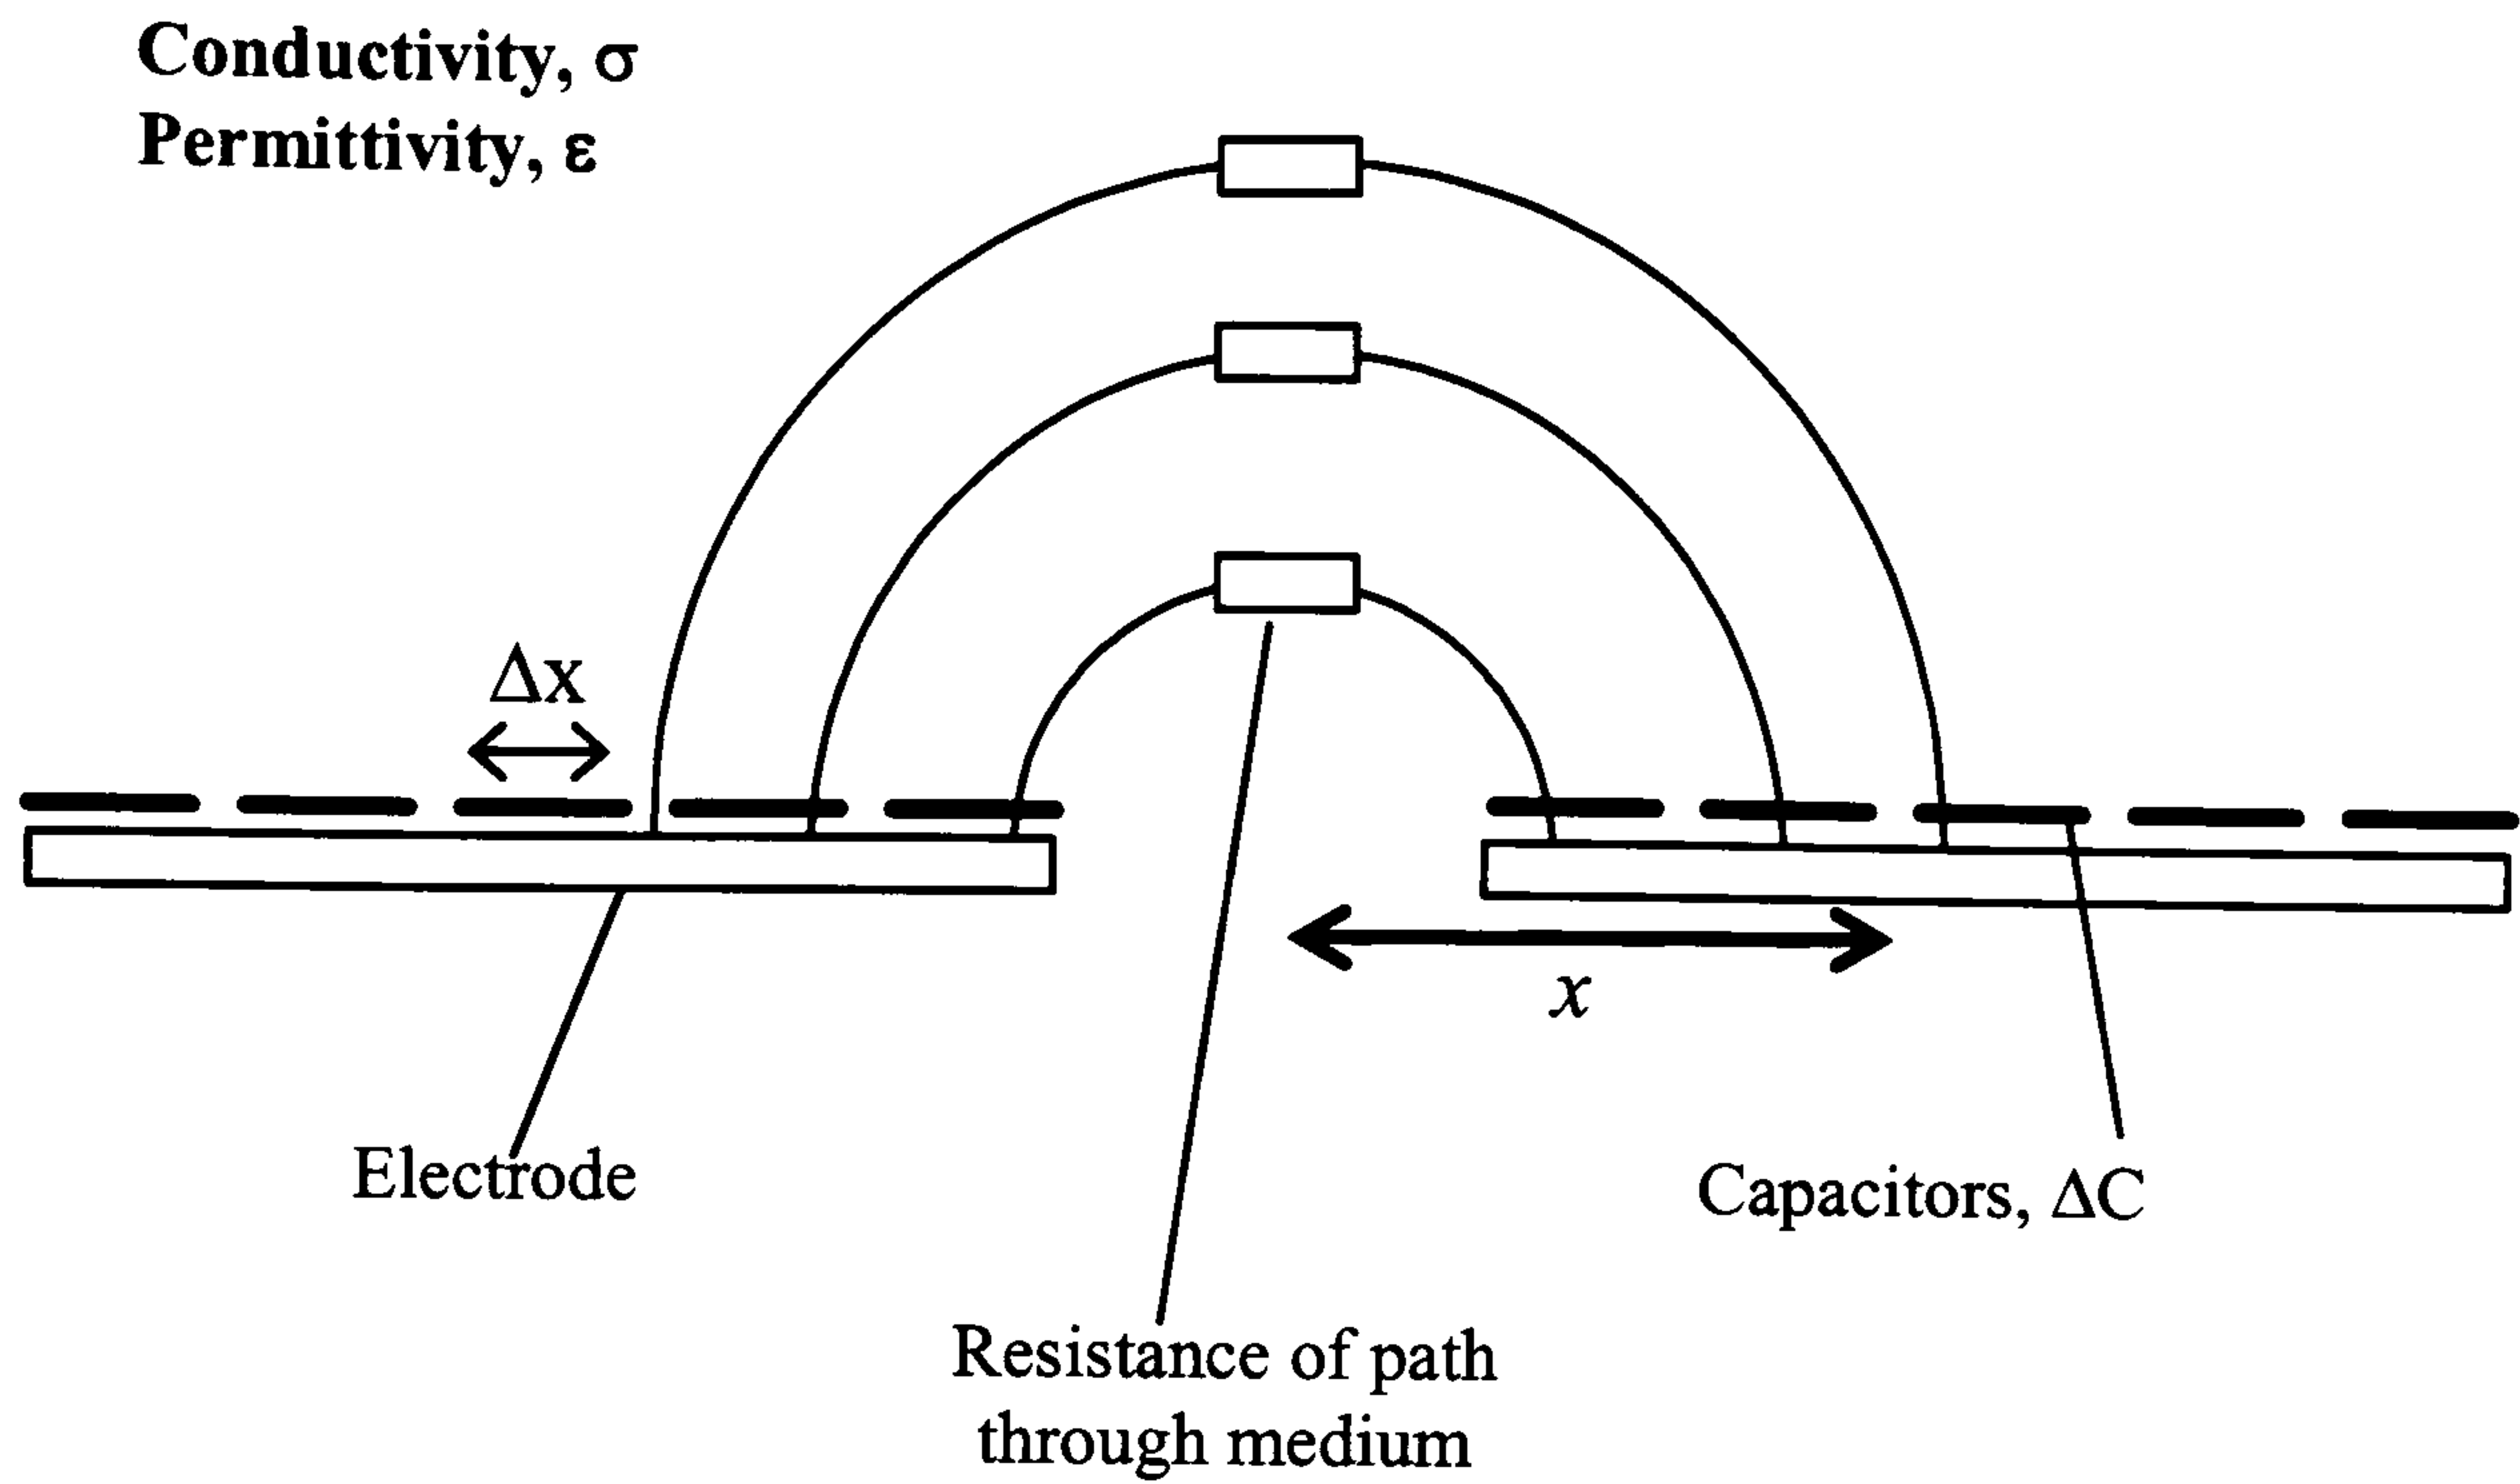 Conductivity, σ
Permittivity, ε
Δx
x
Electrode
Capacitors, ΔC
Resistance of path
through medium